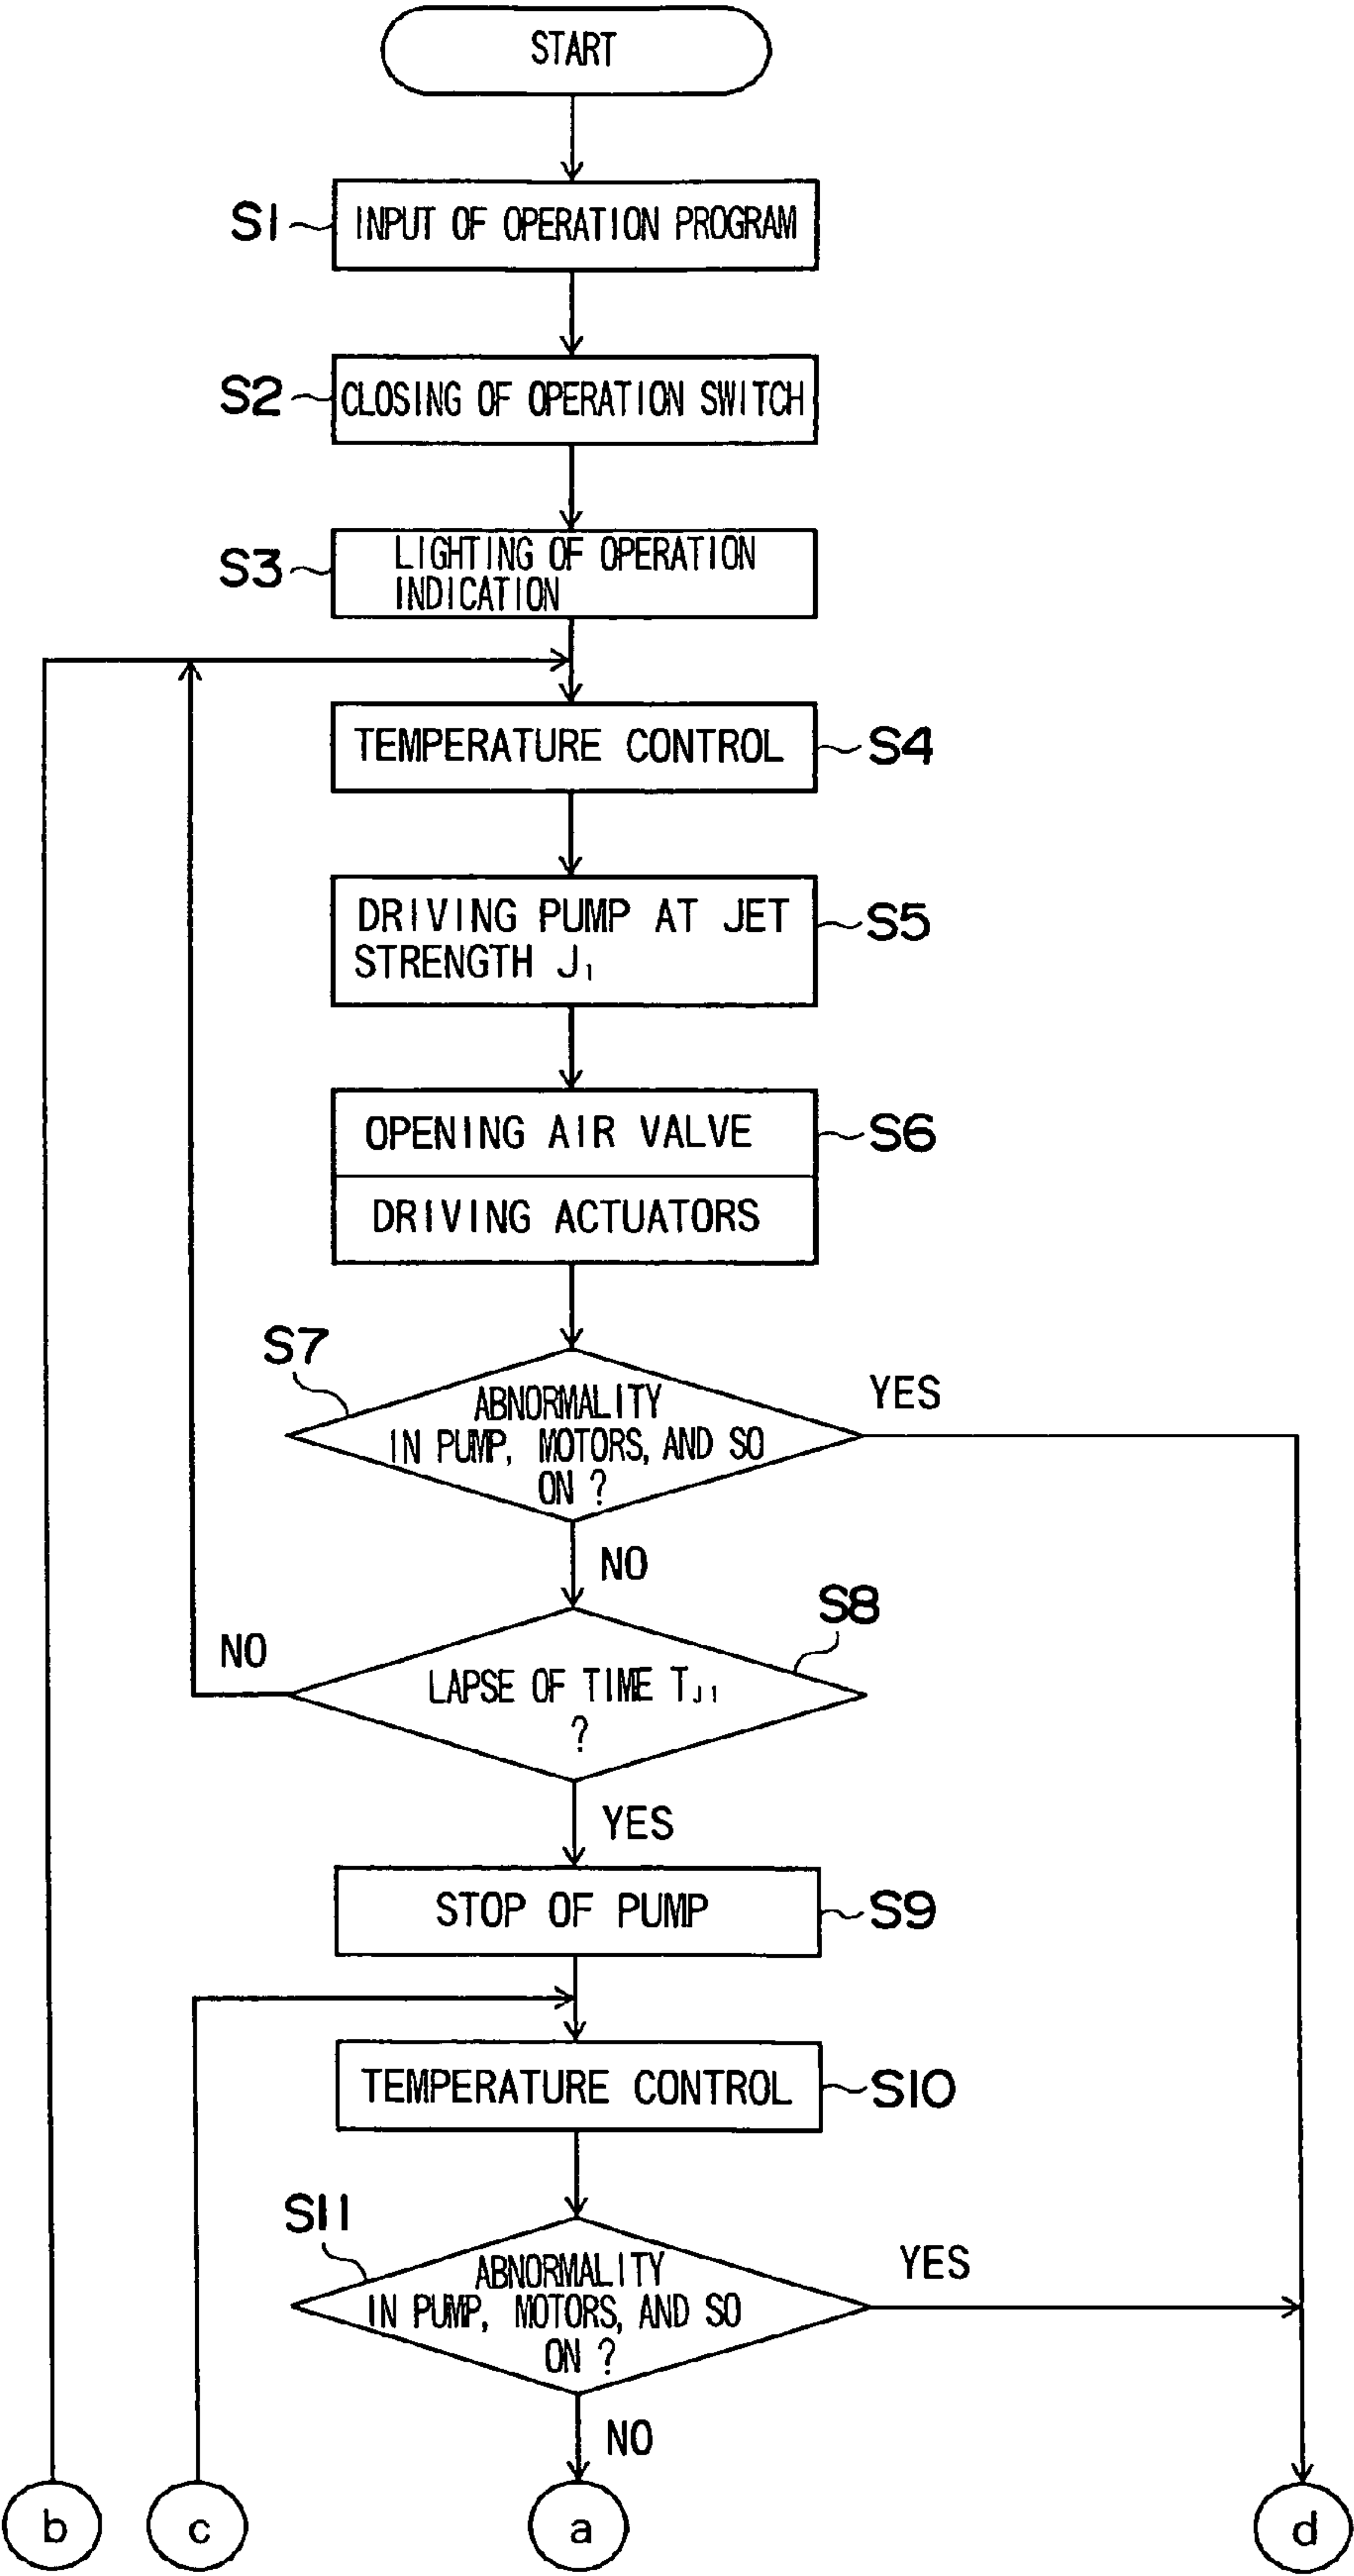 START
S1
INPUT OF OPERATION PROGRAM
S2
CLOSING OF OPERATION SWITCH
S3
LIGHTING OF OPERATION
INDICATION
TEMPERATURE CONTROL
S4
DRIVING PUMP AT JET
STRENGTH J₁
S5
OPENING AIR VALVE
S6
DRIVING ACTUATORS
S7
ABNORMALITY
IN PUMP, MOTORS, AND SO
ON ?
YES
NO
S8
NO
LAPSE OF TIME TJ1
?
YES
STOP OF PUMP
S9
TEMPERATURE CONTROL
S10
S11
ABNORMALITY
IN PUMP, MOTORS, AND SO
ON ?
YES
NO
b
c
a
d